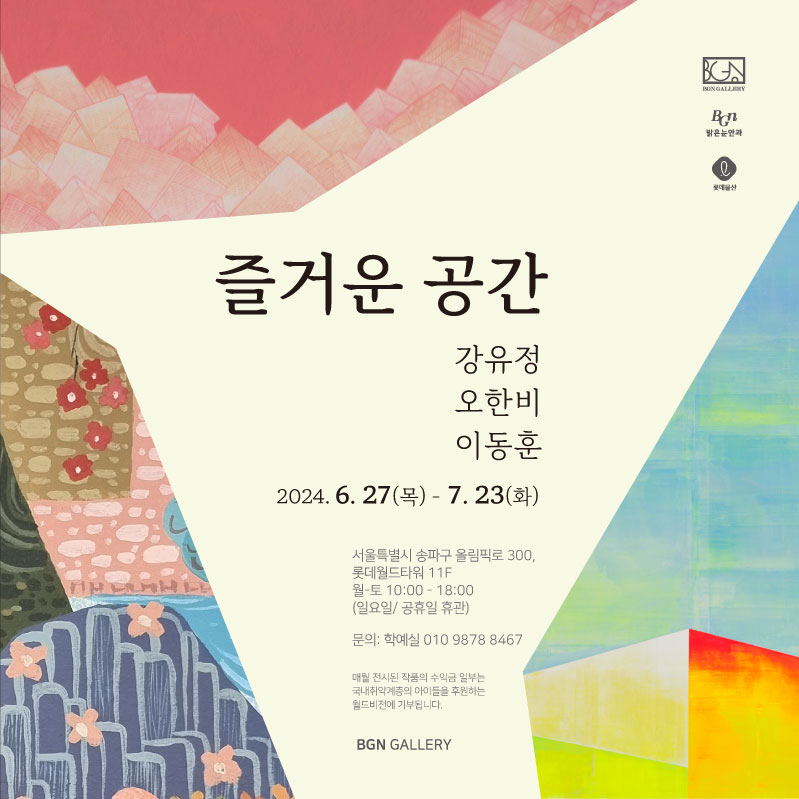 BGN
BGN GALLERY
BGn
밝은눈안과
롯데물산
즐거운 공간
강유정
오한비
이동훈
2024. 6. 27(목) - 7. 23(화)
서울특별시 송파구 올림픽로 300,
롯데월드타워 11F
월-토 10:00 - 18:00
(일요일/ 공휴일 휴관)
문의: 학예실 010 9878 8467
매월 전시된 작품의 수익금 일부는
국내취약계층의 아이들을 후원하는
월드비전에 기부됩니다.
BGN GALLERY